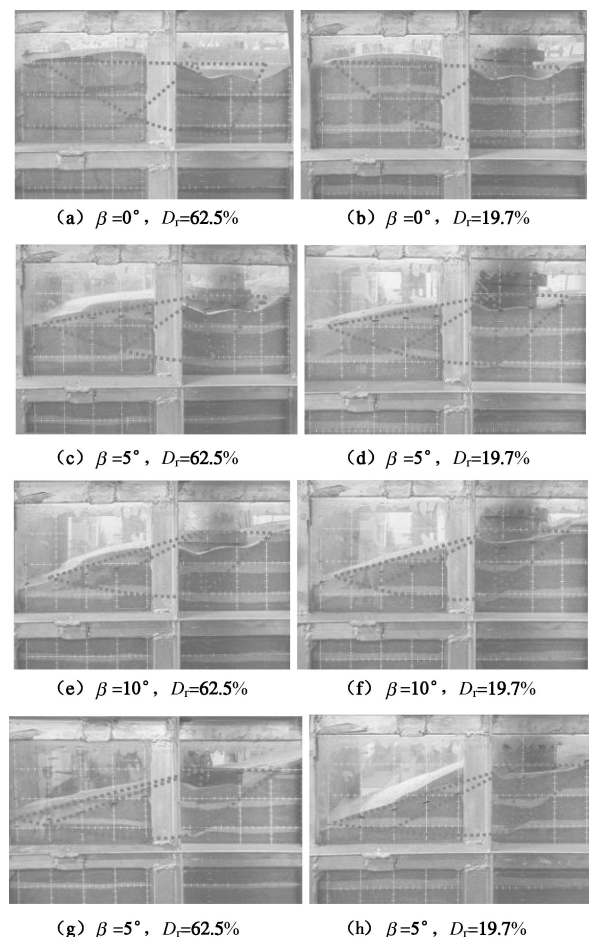 (a) β=0°, Dr=62.5%
(b) β=0°, Dr=19.7%
(c) β=5°, Dr=62.5%
(d) β=5°, Dr=19.7%
(e) β=10°, Dr=62.5%
(f) β=10°, Dr=19.7%
(g) β=5°, Dr=62.5%
(h) β=5°, Dr=19.7%